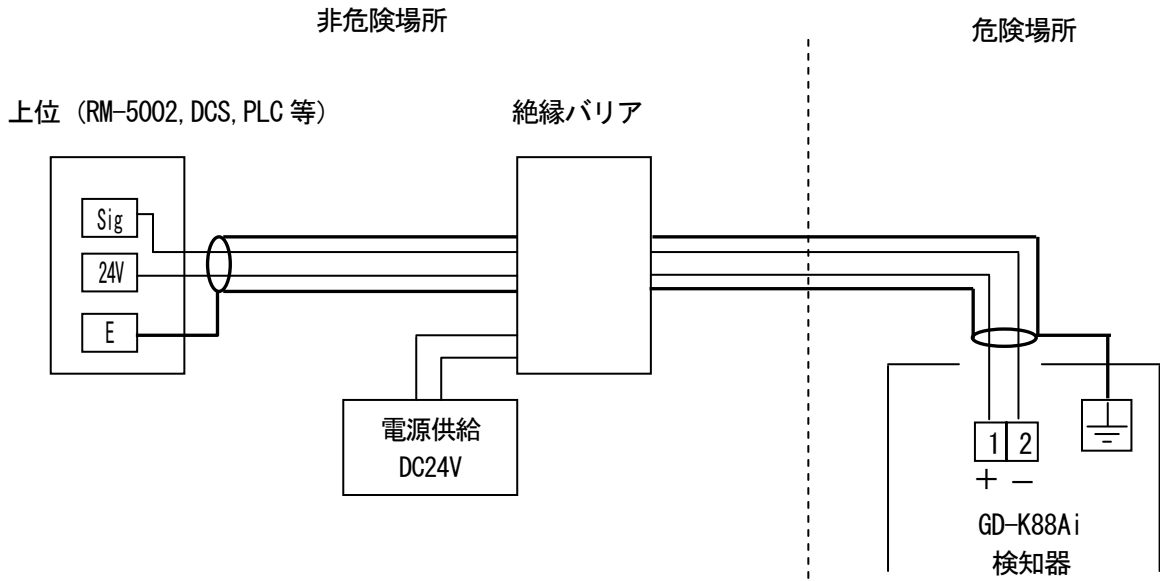 非危険場所
危険場所
上位 (RM-5002, DCS, PLC 等)
絶縁バリア
Sig
24V
E
電源供給
DC24V
1 2
＋ －
GD-K88Ai
検知器